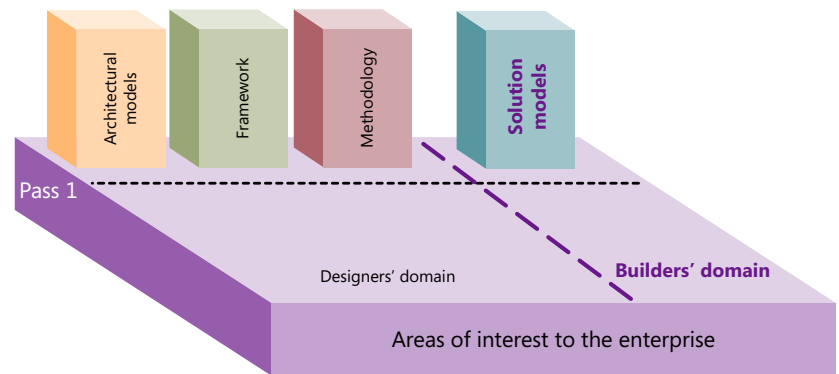 Architectural
models
Framework
Methodology
Solution
models
Pass 1
Designers’ domain
Builders’ domain
Areas of interest to the enterprise